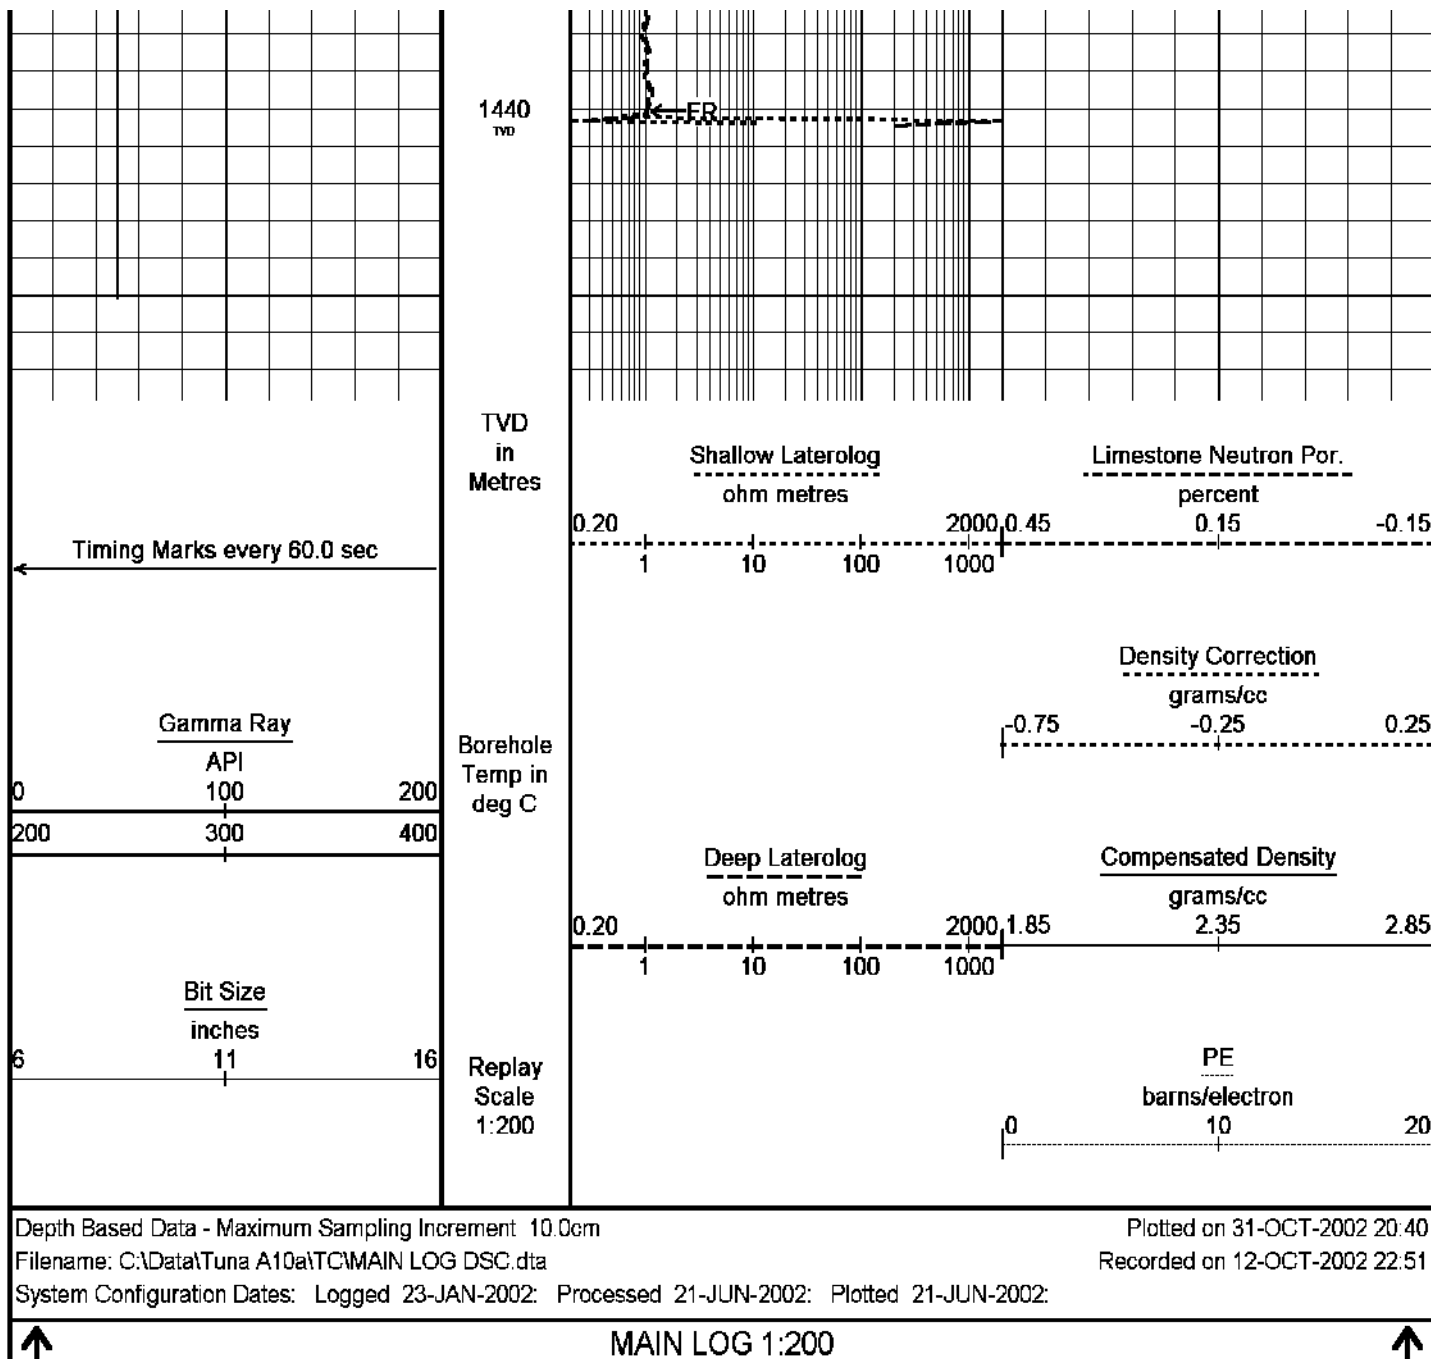 1440
TVD
FR
TVD
in
Metres
Shallow Laterolog
ohm metres
0.20 2000
1 10 100 1000
Limestone Neutron Por.
percent
0.45 0.15 -0.15
Timing Marks every 60.0 sec
Density Correction
grams/cc
-0.75 -0.25 0.25
Gamma Ray
API
0 100 200
200 300 400
Borehole
Temp in
deg C
Deep Laterolog
ohm metres
0.20 2000
1 10 100 1000
Compensated Density
grams/cc
1.85 2.35 2.85
Bit Size
inches
6 11 16
Replay
Scale
1:200
PE
barns/electron
0 10 20
Depth Based Data - Maximum Sampling Increment 10.0cm
Plotted on 31-OCT-2002 20:40
Filename: C:\Data\Tuna A10a\TC\MAIN LOG DSC.dta
Recorded on 12-OCT-2002 22:51
System Configuration Dates: Logged 23-JAN-2002: Processed 21-JUN-2002: Plotted 21-JUN-2002:
MAIN LOG 1:200